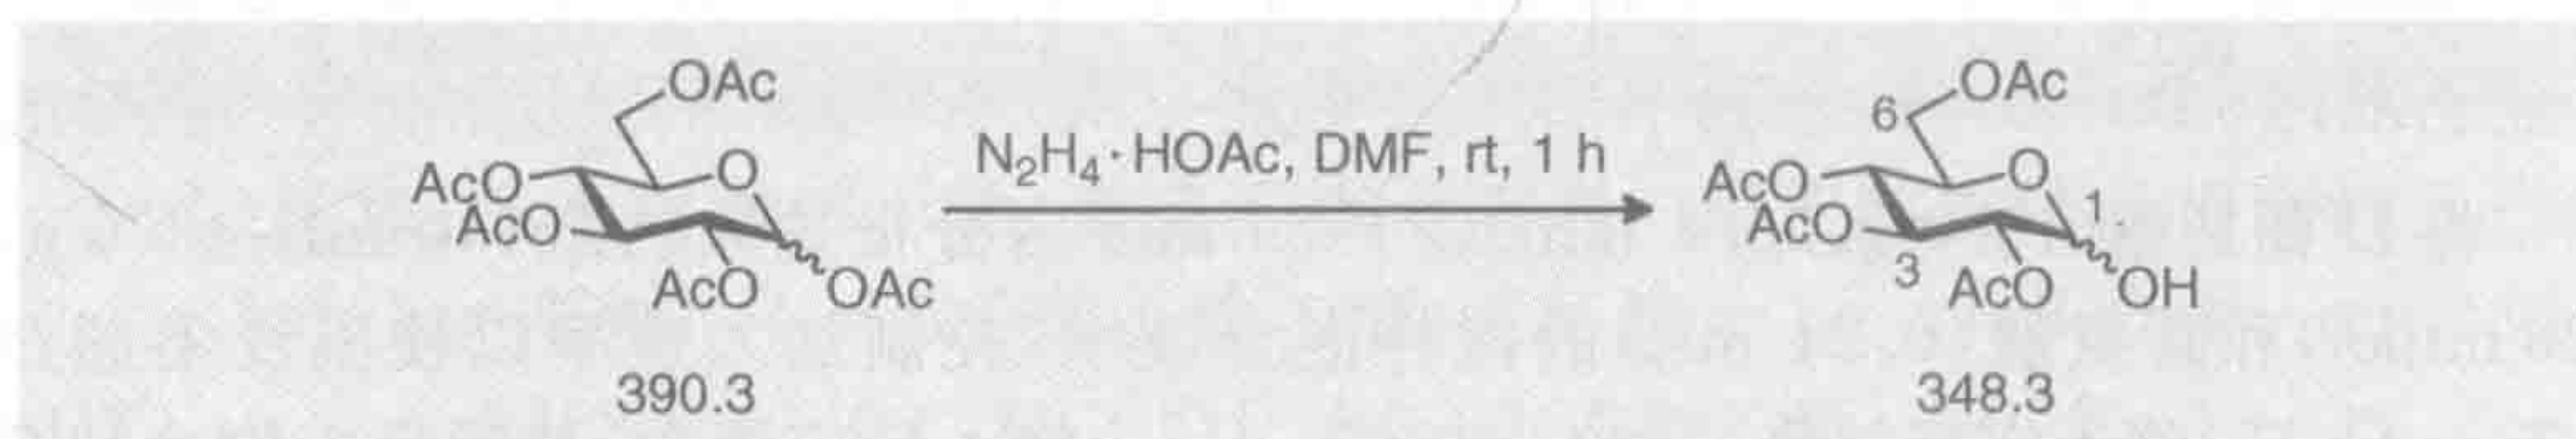 OAc
AcO
AcO
O
AcO
OAc
390.3
N₂H₄·HOAc, DMF, rt, 1 h
6
OAc
AcO
AcO
O
1
3
AcO
OH
348.3